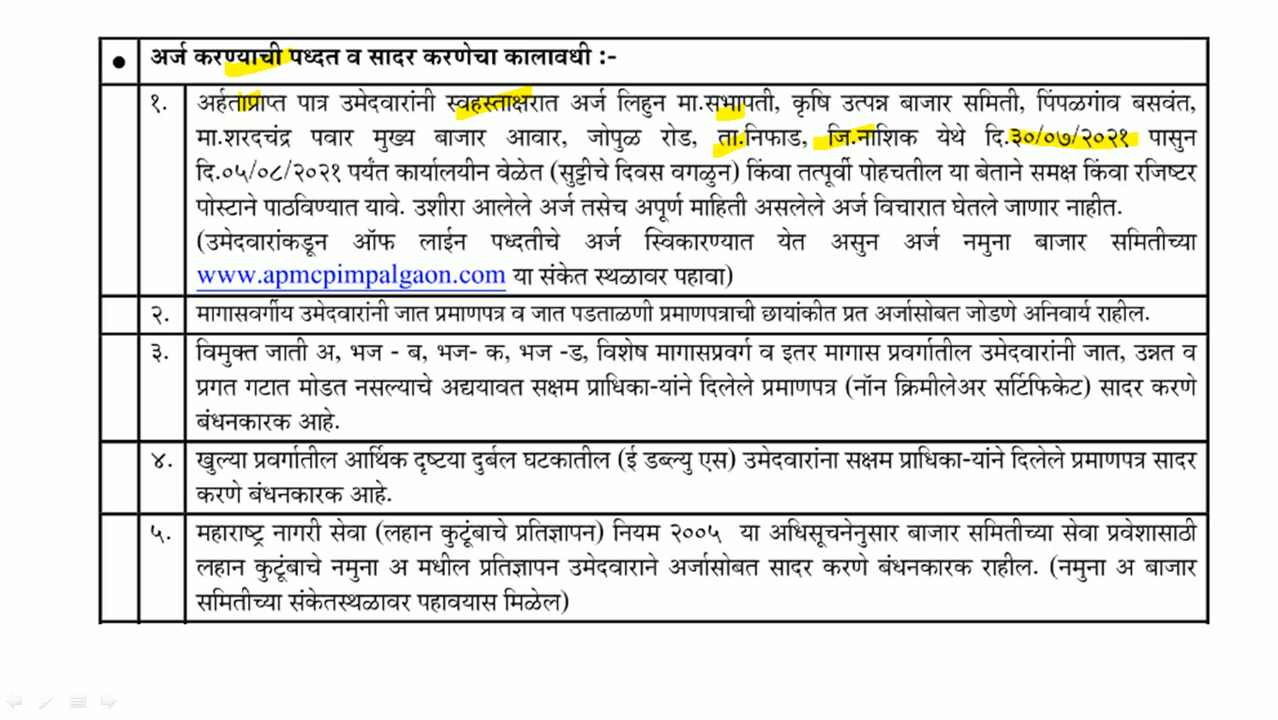 • अर्ज करण्याची पध्दत व सादर करणेचा कालावधी :-
१. अर्हताप्राप्त पात्र उमेदवारांनी स्वहस्ताक्षरात अर्ज लिहुन मा.सभापती, कृषि उत्पन्न बाजार समिती, पिंपळगांव बसवंत,
मा.शरदचंद्र पवार मुख्य बाजार आवार, जोपुळ रोड, ता.निफाड, जि.नाशिक येथे दि.३०/०७/२०२१ पासुन
दि.०५/०८/२०२१ पर्यंत कार्यालयीन वेळेत (सुट्टीचे दिवस वगळुन) किंवा तत्पूर्वी पोहचतील या बेताने समक्ष किंवा रजिष्टर
पोस्टाने पाठविण्यात यावे. उशीरा आलेले अर्ज तसेच अपूर्ण माहिती असलेले अर्ज विचारात घेतले जाणार नाहीत.
(उमेदवारांकडून ऑफ लाईन पध्दतीचे अर्ज स्विकारण्यात येत असुन अर्ज नमुना बाजार समितीच्या
www.apmcpimpalgaon.com या संकेत स्थळावर पहावा)
२. मागासवर्गीय उमेदवारांनी जात प्रमाणपत्र व जात पडताळणी प्रमाणपत्राची छायांकीत प्रत अर्जासोबत जोडणे अनिवार्य राहील.
३. विमुक्त जाती अ, भज - ब, भज- क, भज -ड, विशेष मागासप्रवर्ग व इतर मागास प्रवर्गातील उमेदवारांनी जात, उन्नत व
प्रगत गटात मोडत नसल्याचे अद्ययावत सक्षम प्राधिका-यांने दिलेले प्रमाणपत्र (नॉन क्रिमीलेअर सर्टिफिकेट) सादर करणे
बंधनकारक आहे.
४. खुल्या प्रवर्गातील आर्थिक दृष्टया दुर्बल घटकातील (ई डब्ल्यु एस) उमेदवारांना सक्षम प्राधिका-यांने दिलेले प्रमाणपत्र सादर
करणे बंधनकारक आहे.
५. महाराष्ट्र नागरी सेवा (लहान कुटूंबाचे प्रतिज्ञापन) नियम २००५ या अधिसूचनेनुसार बाजार समितीच्या सेवा प्रवेशासाठी
लहान कुटूंबाचे नमुना अ मधील प्रतिज्ञापन उमेदवाराने अर्जासोबत सादर करणे बंधनकारक राहील. (नमुना अ बाजार
समितीच्या संकेतस्थळावर पहावयास मिळेल)